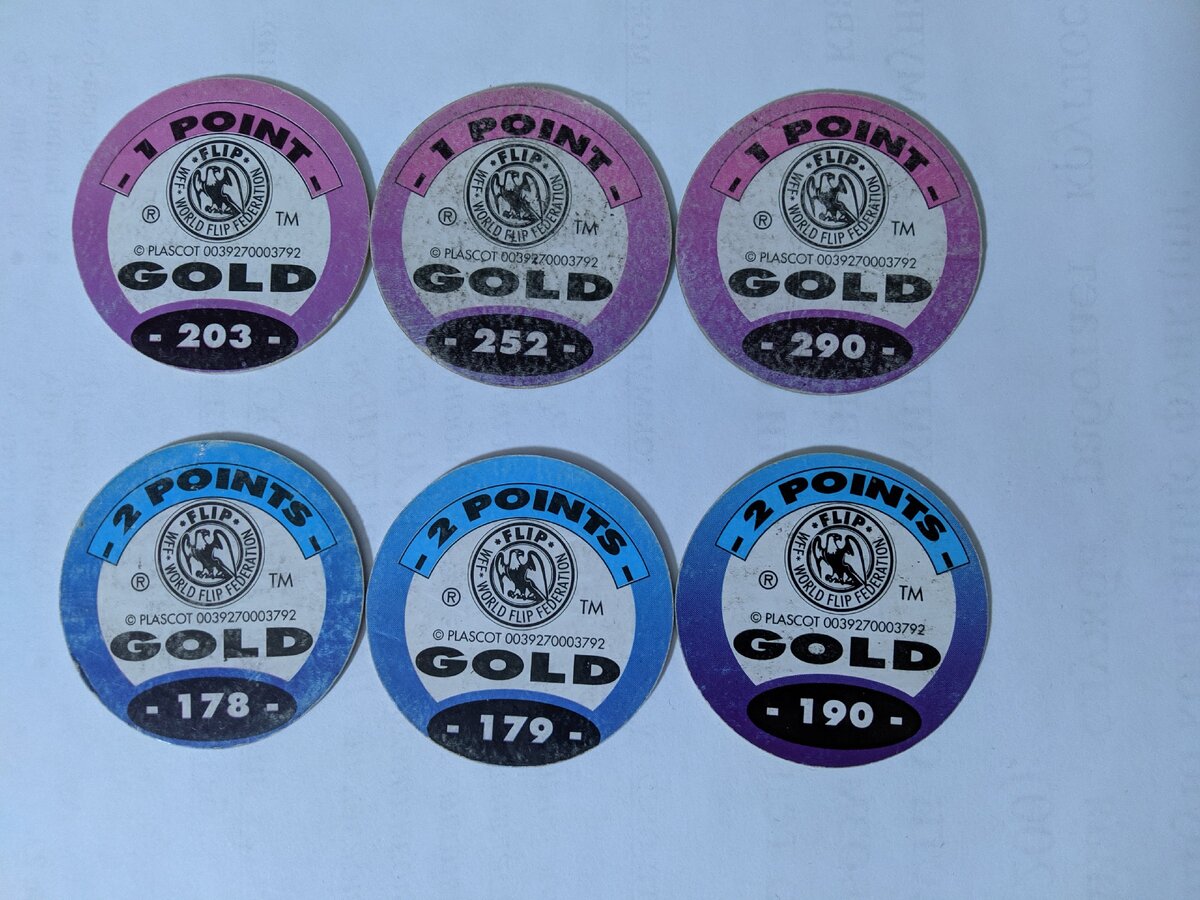 - 1 POINT -
★ FLIP ★
WFF ★ WORLD FLIP FEDERATION
® TM
© PLASCOT 0039270003792
GOLD
- 203 -
- 1 POINT -
★ FLIP ★
WFF ★ WORLD FLIP FEDERATION
® TM
© PLASCOT 0039270003792
GOLD
- 252 -
- 1 POINT -
★ FLIP ★
WFF ★ WORLD FLIP FEDERATION
® TM
© PLASCOT 0039270003792
GOLD
- 290 -
- 2 POINTS -
★ FLIP ★
WFF ★ WORLD FLIP FEDERATION
® TM
© PLASCOT 0039270003792
GOLD
- 178 -
- 2 POINTS -
★ FLIP ★
WFF ★ WORLD FLIP FEDERATION
® TM
© PLASCOT 0039270003792
GOLD
- 179 -
- 2 POINTS -
★ FLIP ★
WFF ★ WORLD FLIP FEDERATION
® TM
© PLASCOT 0039270003792
GOLD
- 190 -